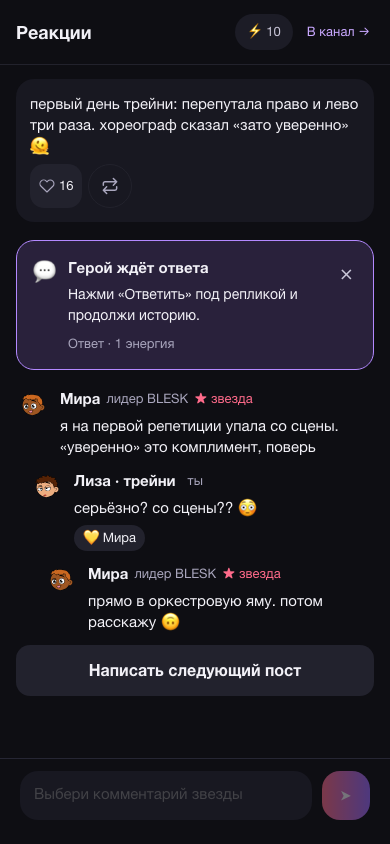 Реакции
⚡ 10
В канал →
первый день трейни: перепутала право и лево
три раза. хореограф сказал «зато уверенно»
🫠
16
💬 Герой ждёт ответа
Нажми «Ответить» под репликой и
продолжи историю.
Ответ · 1 энергия
Мира лидер BLESK ★ звезда
я на первой репетиции упала со сцены.
«уверенно» это комплимент, поверь
Лиза · трейни ты
серьёзно? со сцены?? 😳
💛 Мира
Мира лидер BLESK ★ звезда
прямо в оркестровую яму. потом
расскажу 🙃
Написать следующий пост
Выбери комментарий звезды